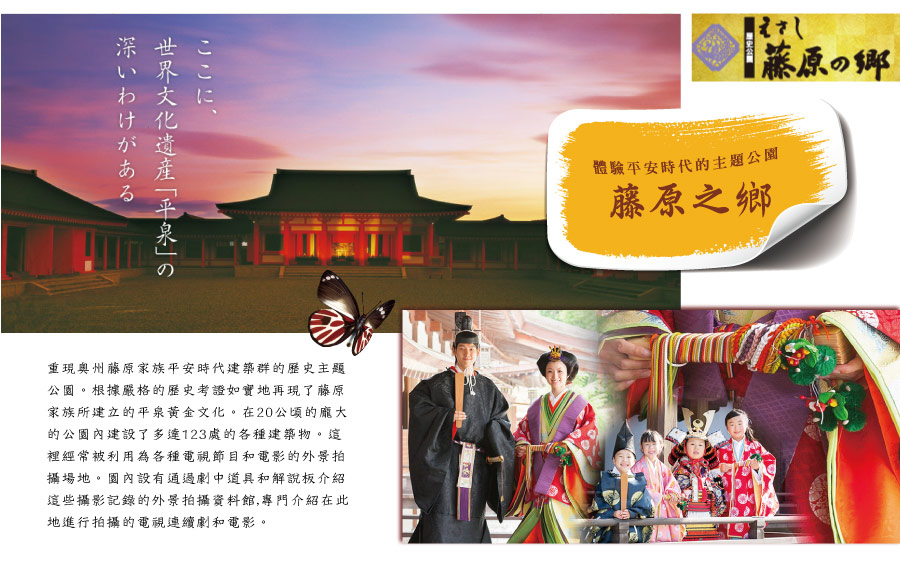 ここに、
世界文化遺産「平泉」の
深いわけがある
歴史公園
えさし
藤原の郷
體驗平安時代的主題公園
藤原之鄉
重現奧州藤原家族平安時代建築群的歷史主題
公園。根據嚴格的歷史考證如實地再現了藤原
家族所建立的平泉黃金文化。在20公頃的龐大
的公園內建設了多達123處的各種建築物。這
裡經常被利用為各種電視節目和電影的外景拍
攝場地。園內設有通過劇中道具和解說板介紹
這些攝影記錄的外景拍攝資料館,專門介紹在此
地進行拍攝的電視連續劇和電影。